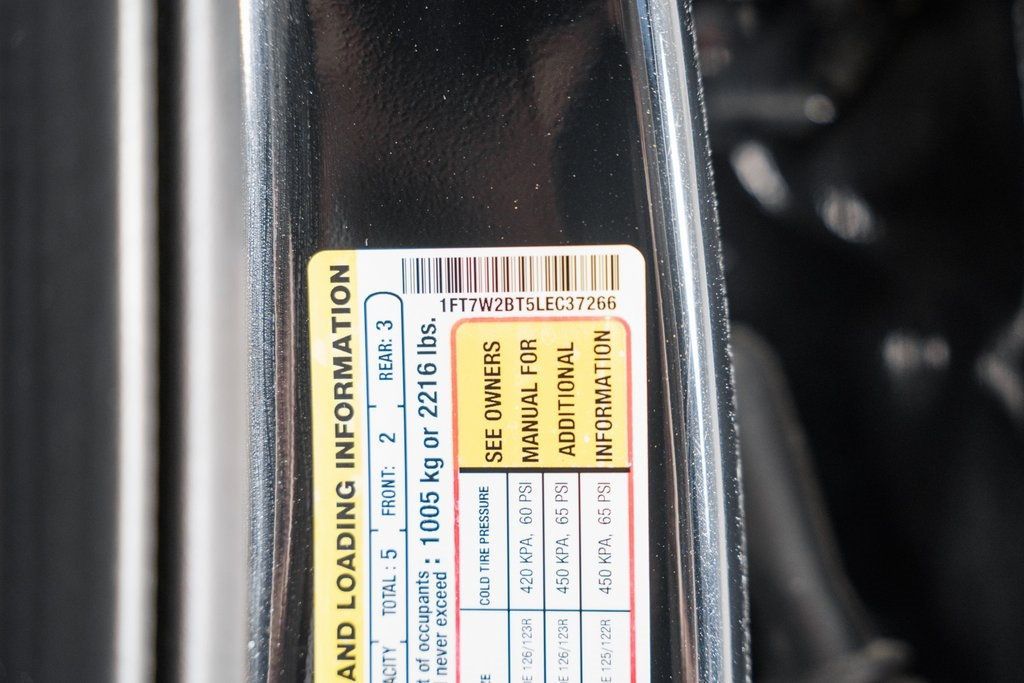 AND LOADING INFORMATION
ACITY TOTAL : 5 FRONT: 2 REAR: 3
t of occupants
never exceed : 1005 kg or 2216 lbs.
1FT7W2BT5LEC37266
ZE COLD TIRE PRESSURE SEE OWNERS
E 126/123R 420 KPA, 60 PSI MANUAL FOR
E 126/123R 450 KPA, 65 PSI ADDITIONAL
E 125/122R 450 KPA, 65 PSI INFORMATION